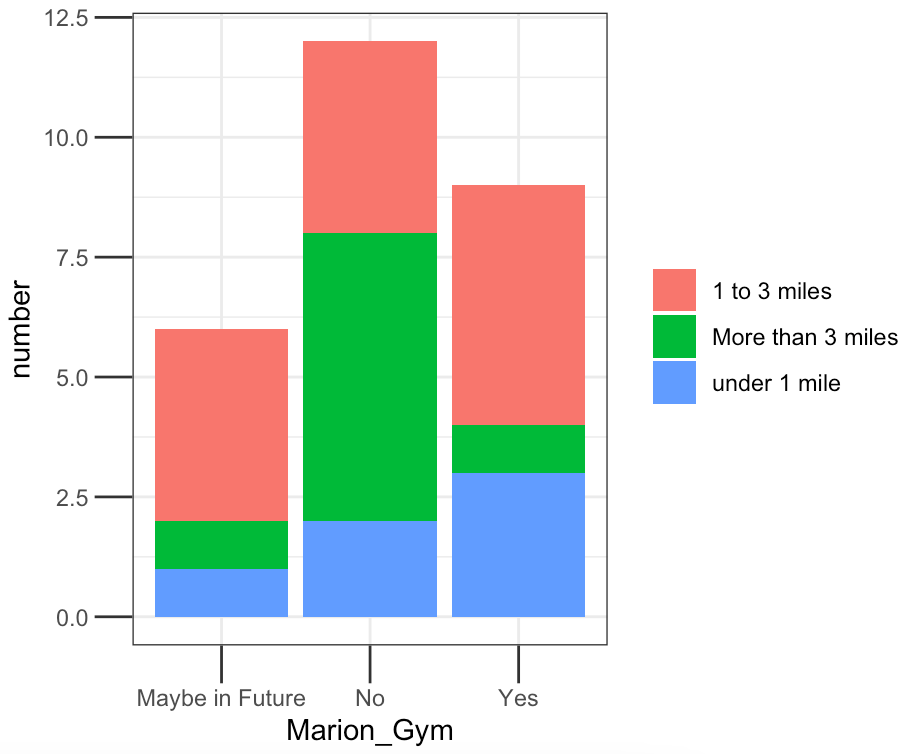 12.5
10.0
7.5
5.0
2.5
0.0
number
Maybe in Future No Yes
Marion_Gym
1 to 3 miles
More than 3 miles
under 1 mile